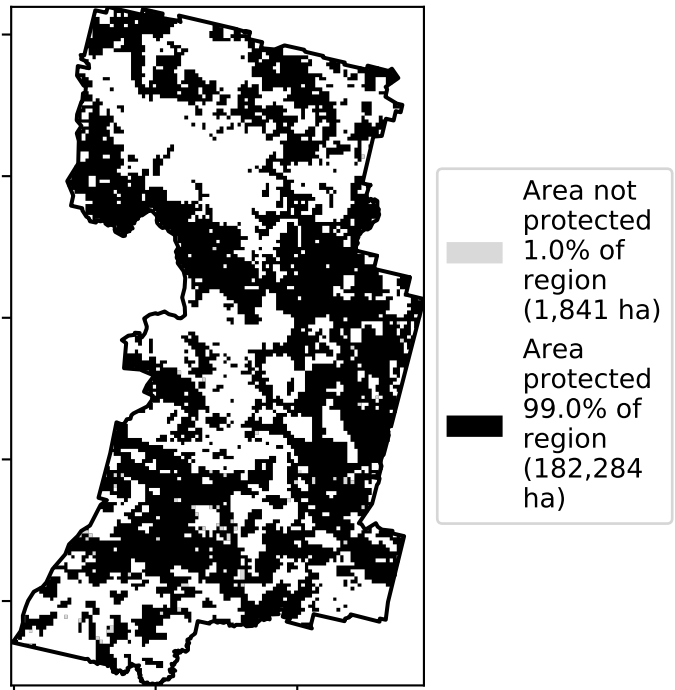 Area not
protected
1.0% of
region
(1,841 ha)
Area
protected
99.0% of
region
(182,284
ha)